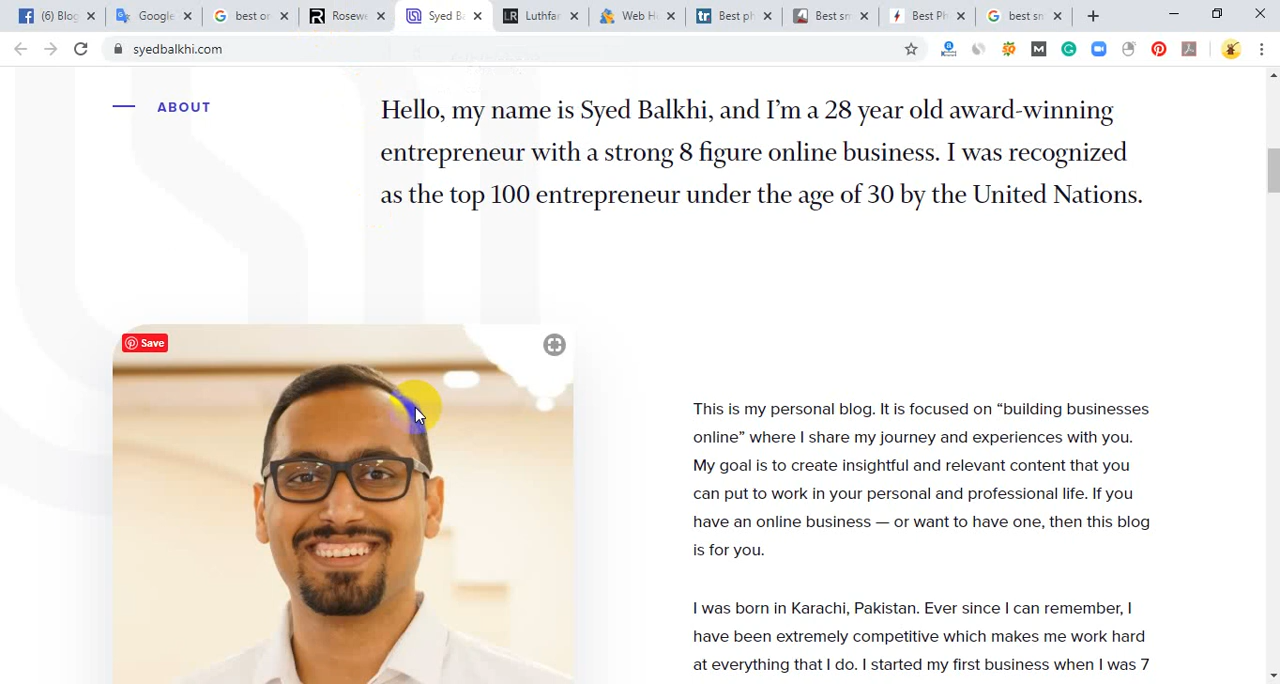 (6) Blog
Google
best or
Rosewe
Syed Ba
Luthfar
Web H
Best ph
Best sm
Best Ph
best sm
syedbalkhi.com
ABOUT
Hello, my name is Syed Balkhi, and I’m a 28 year old award-winning
entrepreneur with a strong 8 figure online business. I was recognized
as the top 100 entrepreneur under the age of 30 by the United Nations.
Save
This is my personal blog. It is focused on “building businesses
online” where I share my journey and experiences with you.
My goal is to create insightful and relevant content that you
can put to work in your personal and professional life. If you
have an online business — or want to have one, then this blog
is for you.
I was born in Karachi, Pakistan. Ever since I can remember, I
have been extremely competitive which makes me work hard
at everything that I do. I started my first business when I was 7